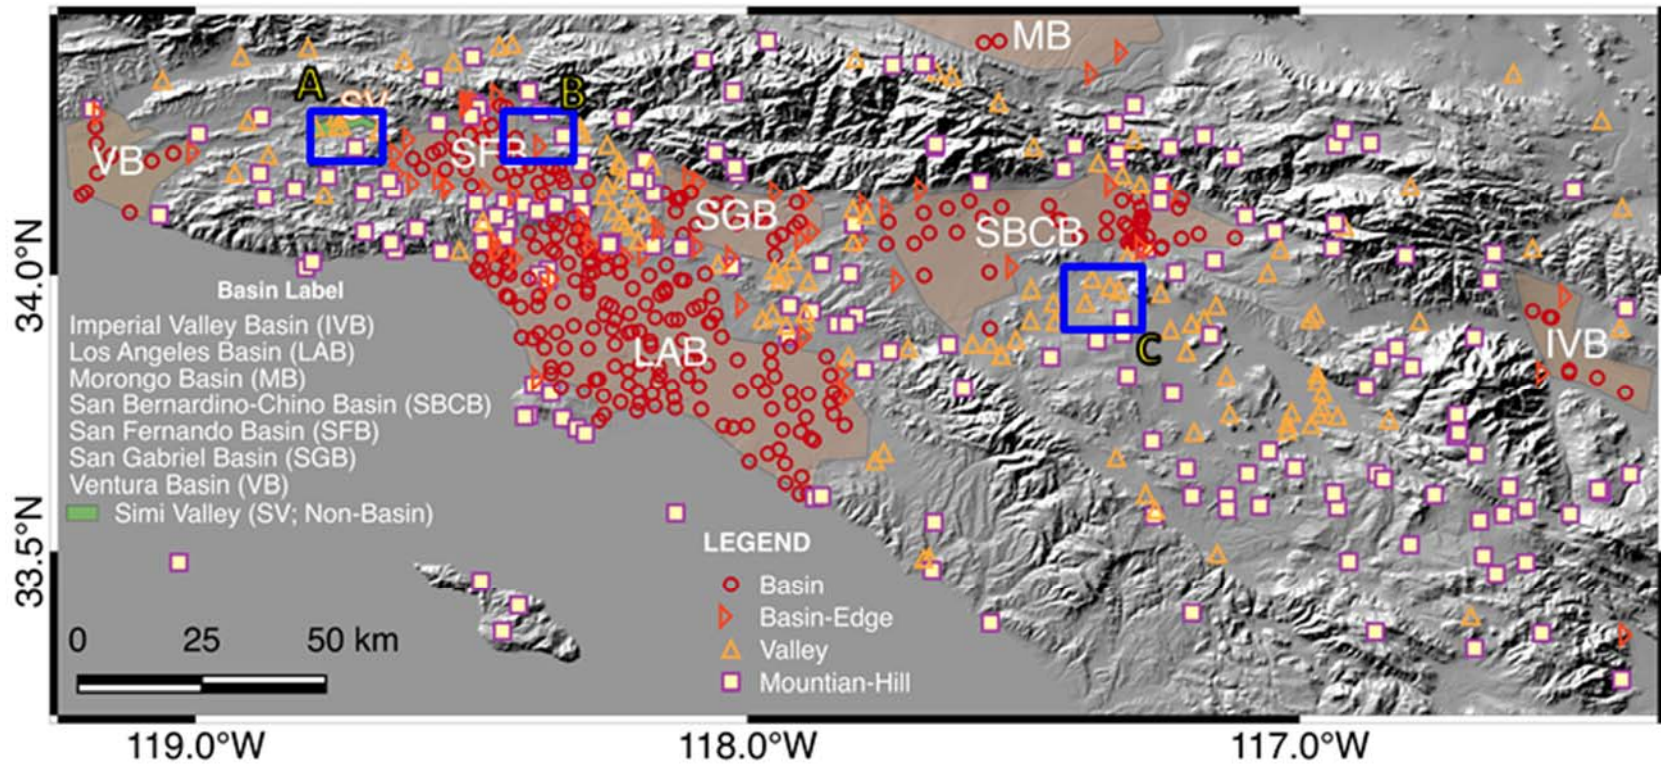 MB
A
SV
B
VB
SFB
SGB
SBCB
34.0°N
Basin Label
Imperial Valley Basin (IVB)
Los Angeles Basin (LAB)
Morongo Basin (MB)
San Bernardino-Chino Basin (SBCB)
San Fernando Basin (SFB)
San Gabriel Basin (SGB)
Ventura Basin (VB)
Simi Valley (SV; Non-Basin)
LAB
C
IVB
33.5°N
LEGEND
Basin
Basin-Edge
Valley
Mountian-Hill
0 25 50 km
119.0°W 118.0°W 117.0°W